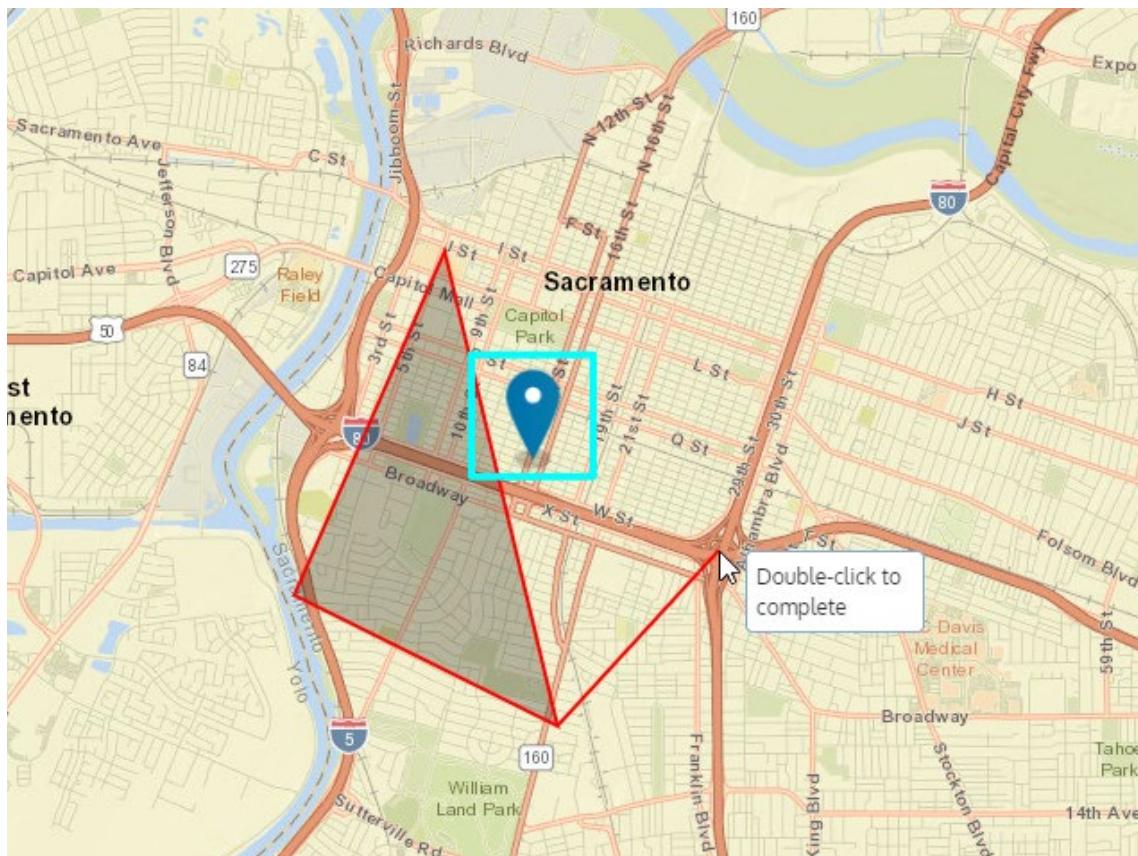 160
Richards Blvd
Expo
Capital City Fwy
Jibboom St
N 12th St
N 16th St
Sacramento Ave
C St
Jefferson Blvd
80
F St
16th St
J St
I St
Capitol Ave
275
Raley
Field
Capitol Mall
Sacramento
9th St
Capitol
Park
50
3rd St
5th St
84
St
L St
st
mento
10th
19th St
21st St
30th St
H St
J St
80
Q St
29th St
Broadway
W St
X St
Alhambra Blvd
T St
Folsom Blvd
Double-click to
complete
Sacramento
Yolo
C Davis
Medical
Center
59th St
5
160
Broadway
Franklin Blvd
Stockton Blvd
Tahoe
Park
William
Land Park
King Blvd
14th Ave
Sutterville Rd